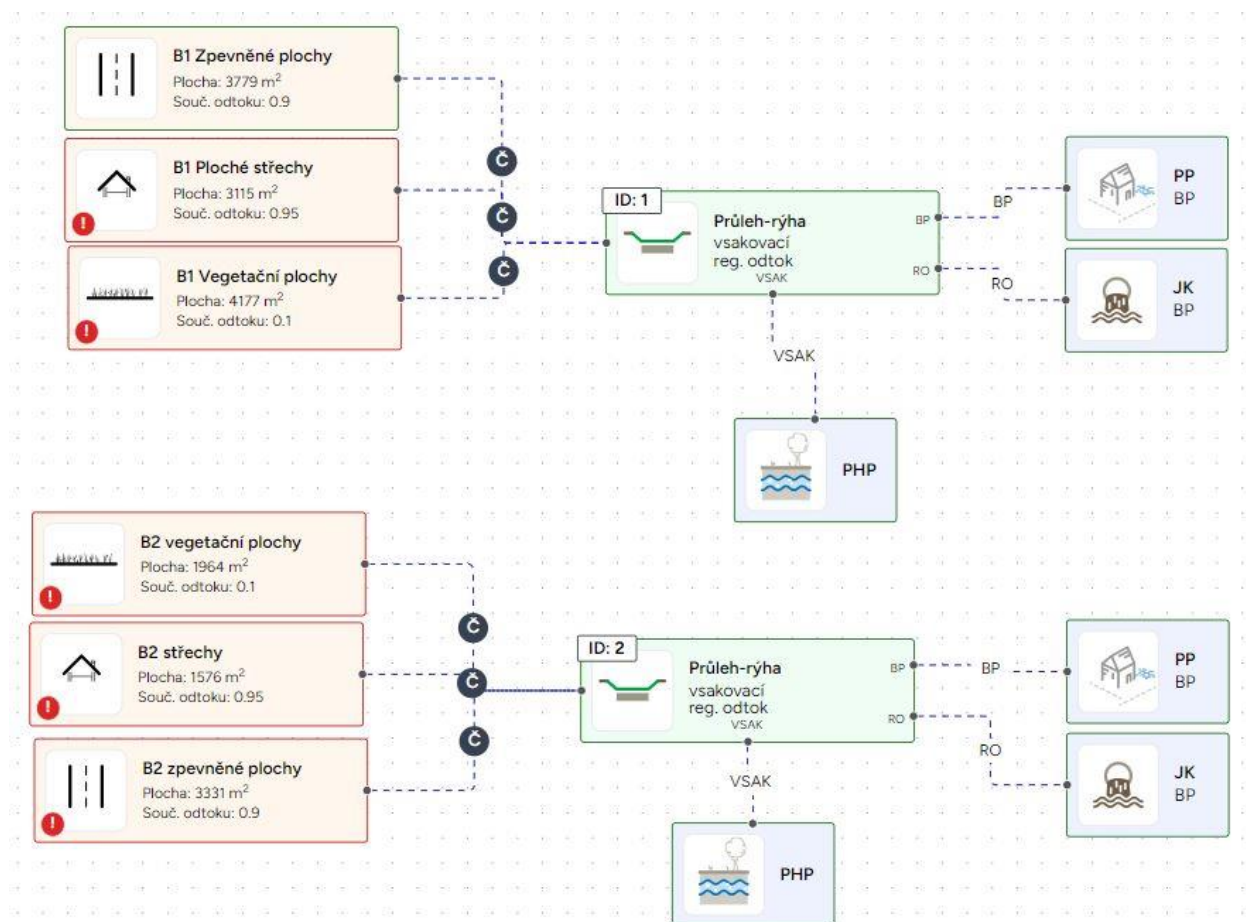 B1 Zpevněné plochy
Plocha: 3779 m²
Souč. odtoku: 0.9
Č
B1 Ploché střechy
Plocha: 3115 m²
Souč. odtoku: 0.95
!
Č
B1 Vegetační plochy
Plocha: 4177 m²
Souč. odtoku: 0.1
!
Č
ID: 1
Průleh-rýha
vsakovací
reg. odtok
VSAK
BP
RO
BP
RO
PP
BP
JK
BP
VSAK
PHP
B2 vegetační plochy
Plocha: 1964 m²
Souč. odtoku: 0.1
!
Č
B2 střechy
Plocha: 1576 m²
Souč. odtoku: 0.95
!
Č
B2 zpevněné plochy
Plocha: 3331 m²
Souč. odtoku: 0.9
!
Č
ID: 2
Průleh-rýha
vsakovací
reg. odtok
VSAK
BP
RO
BP
RO
PP
BP
JK
BP
VSAK
PHP